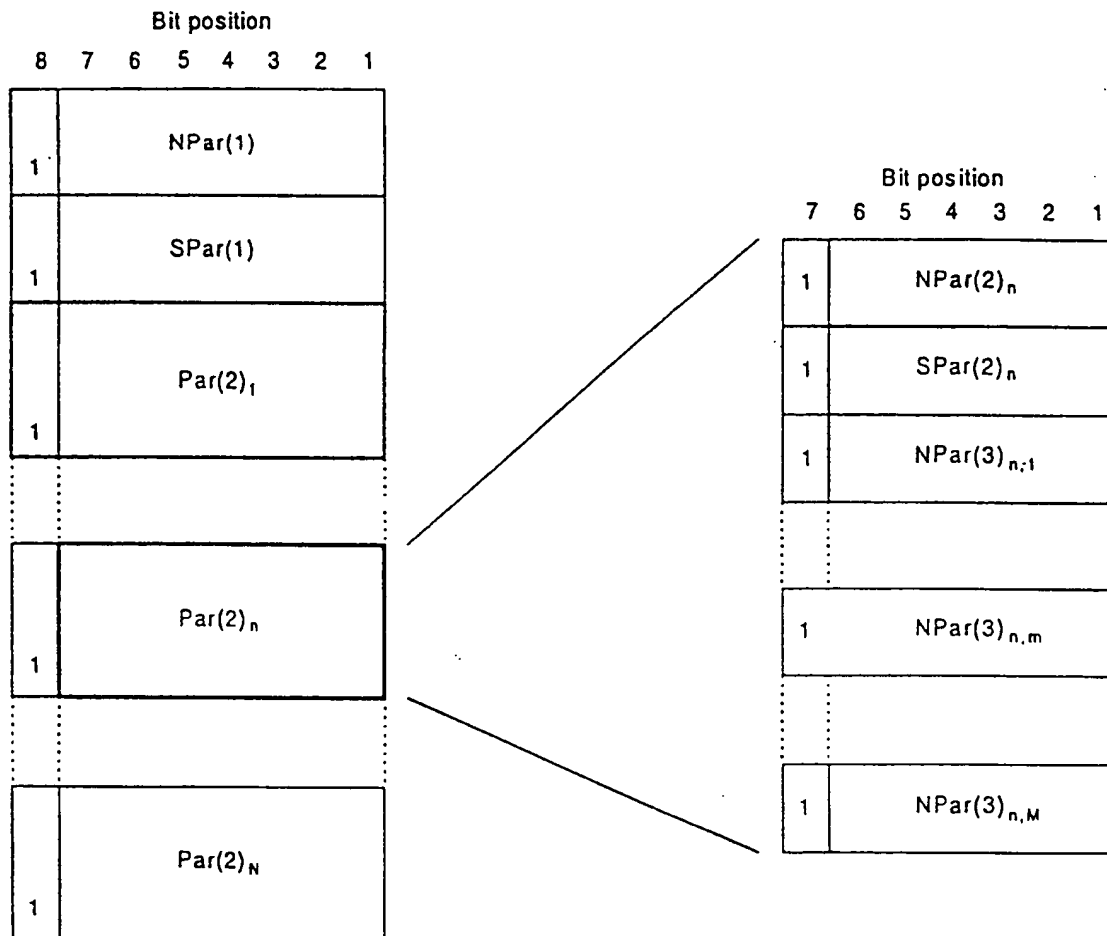 Bit position
8 7 6 5 4 3 2 1
NPar(1)
1
SPar(1)
1
Par(2)1
1
Par(2)n
1
Par(2)N
1
Bit position
7 6 5 4 3 2 1
1 NPar(2)n
1 SPar(2)n
1 NPar(3)n,1
1 NPar(3)n,m
1 NPar(3)n,M